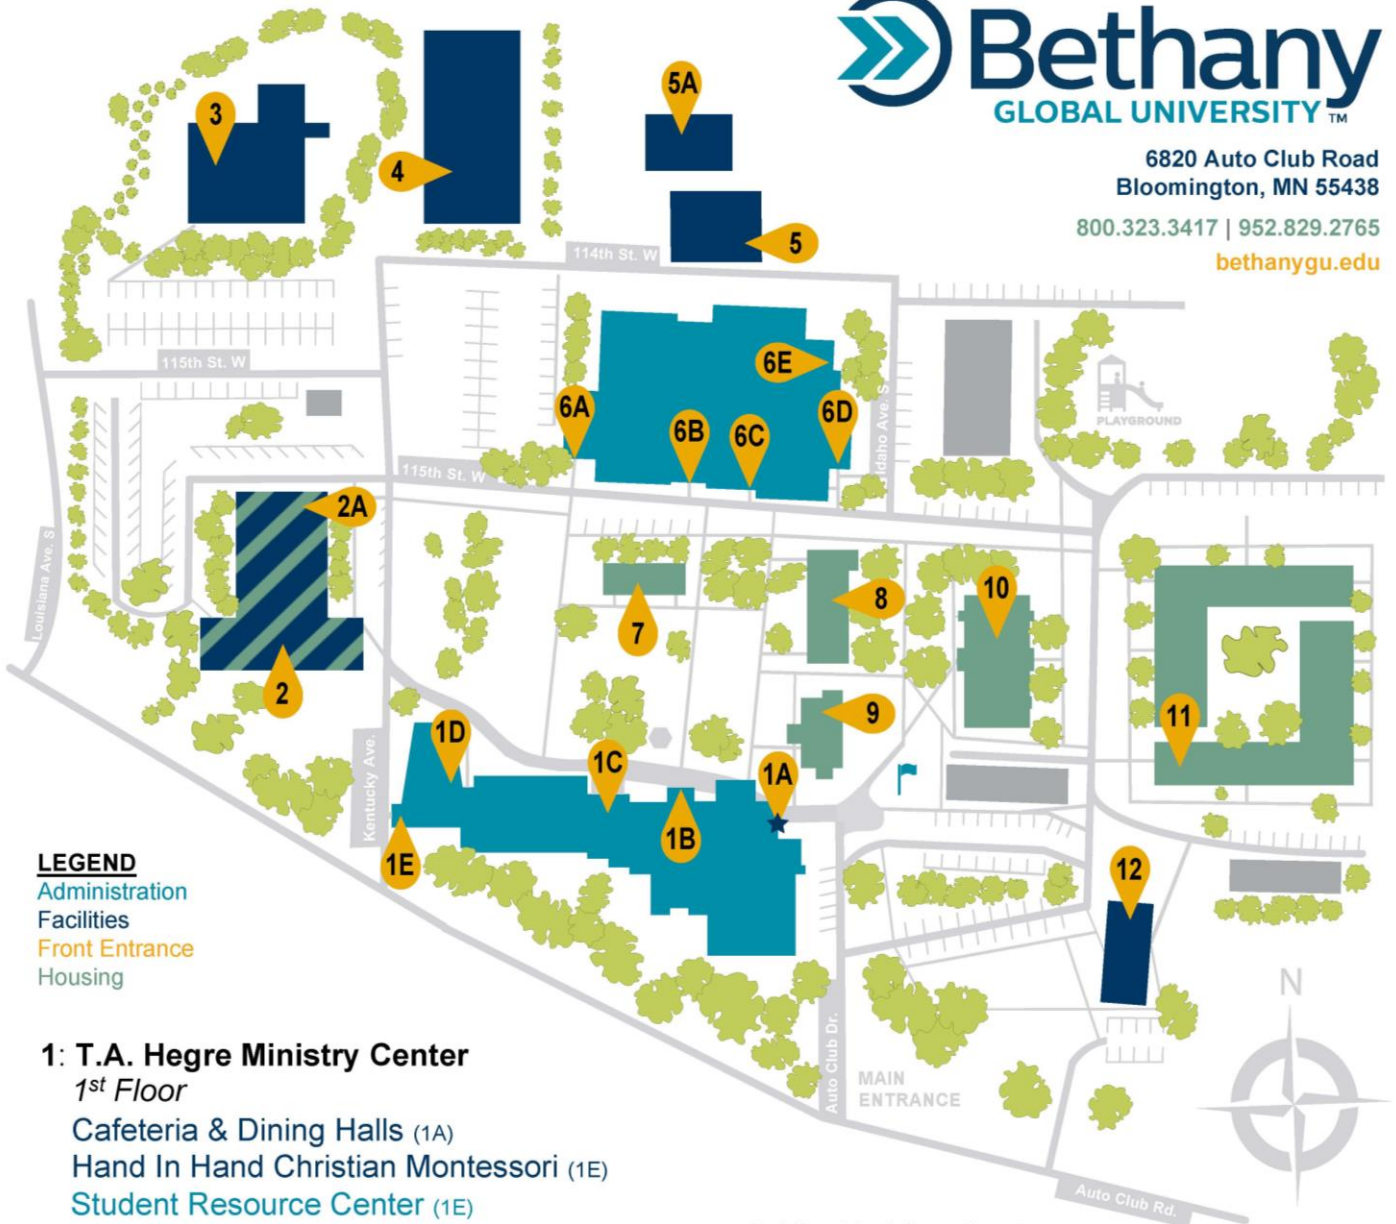 Bethany
GLOBAL UNIVERSITY TM
6820 Auto Club Road
Bloomington, MN 55438
800.323.3417 | 952.829.2765
bethanygu.edu
5A
3
4
5
114th St. W
115th St. W
6E
6A
6B
6C
6D
Idaho Ave. S
PLAYGROUND
115th St. W
2A
Louisiana Ave. S
7
8
10
2
9
11
Kentucky Ave.
1D
1C
1A
1B
1E
12
LEGEND
Administration
Facilities
Front Entrance
Housing
N
Auto Club Dr.
MAIN
ENTRANCE
Auto Club Rd.
1: T.A. Hegre Ministry Center
1st Floor
Cafeteria & Dining Halls (1A)
Hand In Hand Christian Montessori (1E)
Student Resource Center (1E)